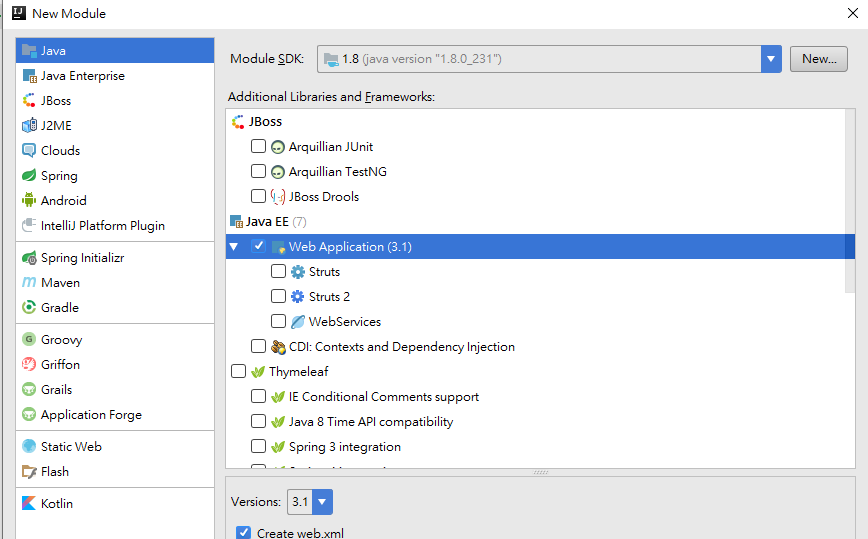 New Module
Java
Java Enterprise
JBoss
J2ME
Clouds
Spring
Android
IntelliJ Platform Plugin
Spring Initializr
Maven
Gradle
Groovy
Griffon
Grails
Application Forge
Static Web
Flash
Kotlin
Module SDK: 1.8 (java version "1.8.0_231") New...
Additional Libraries and Frameworks:
JBoss
Arquillian JUnit
Arquillian TestNG
JBoss Drools
Java EE (7)
Web Application (3.1)
Struts
Struts 2
WebServices
CDI: Contexts and Dependency Injection
Thymeleaf
IE Conditional Comments support
Java 8 Time API compatibility
Spring 3 integration
Versions: 3.1
Create web.xml